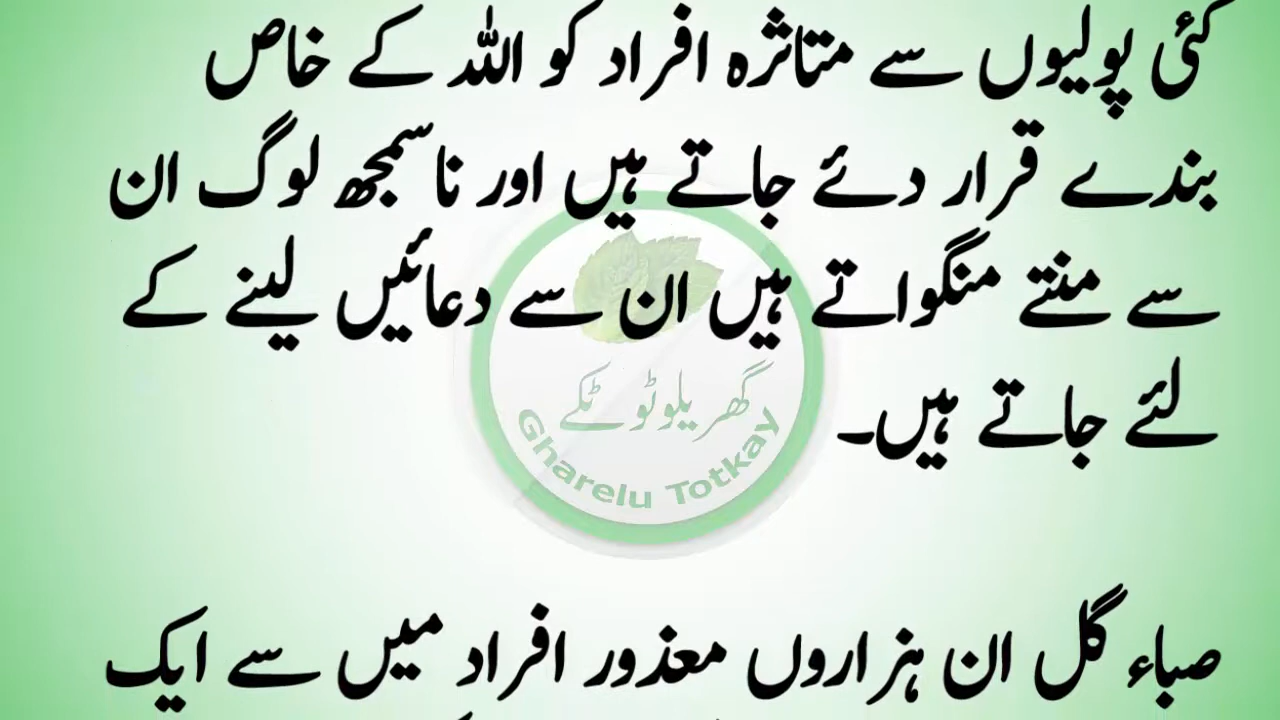 کئی پولیوں سے متاثرہ افراد کو اللہ کے خاص
بندے قرار دئے جاتے ہیں اور ناسمجھ لوگ ان
سے منتے منگواتے ہیں ان سے دعائیں لینے کے
لئے جاتے ہیں۔
گھریلو ٹوٹکے
Gharelu Totkay
صباء گل ان ہزاروں معذور افراد میں سے ایک